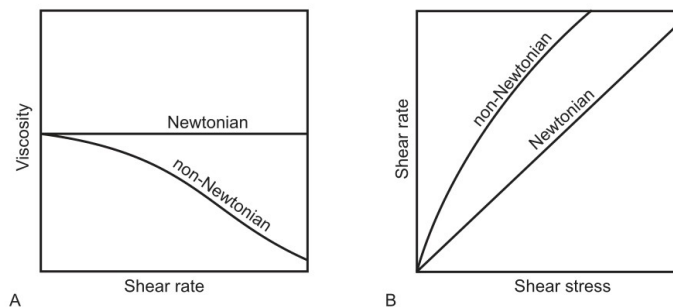 Viscosity
Newtonian
non-Newtonian
Shear rate
A
Shear rate
non-Newtonian
Newtonian
Shear stress
B